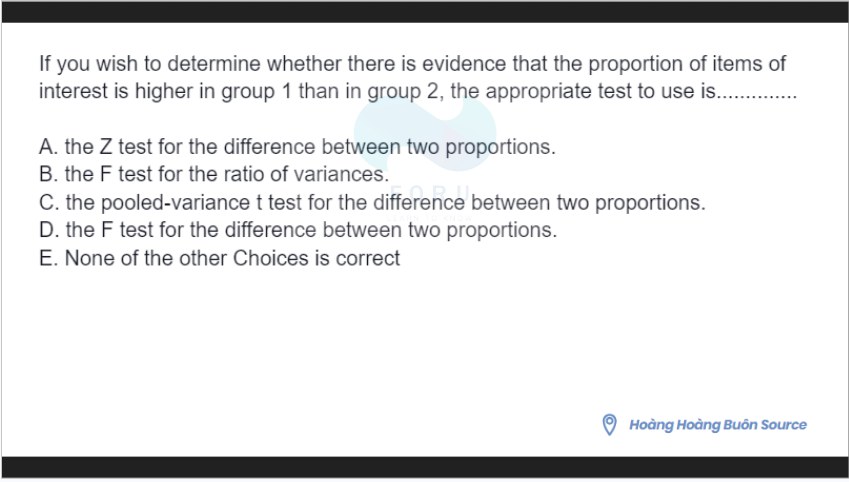 If you wish to determine whether there is evidence that the proportion of items of
interest is higher in group 1 than in group 2, the appropriate test to use is..............
A. the Z test for the difference between two proportions.
B. the F test for the ratio of variances.
C. the pooled-variance t test for the difference between two proportions.
D. the F test for the difference between two proportions.
E. None of the other Choices is correct
Hoàng Hoàng Buôn Source